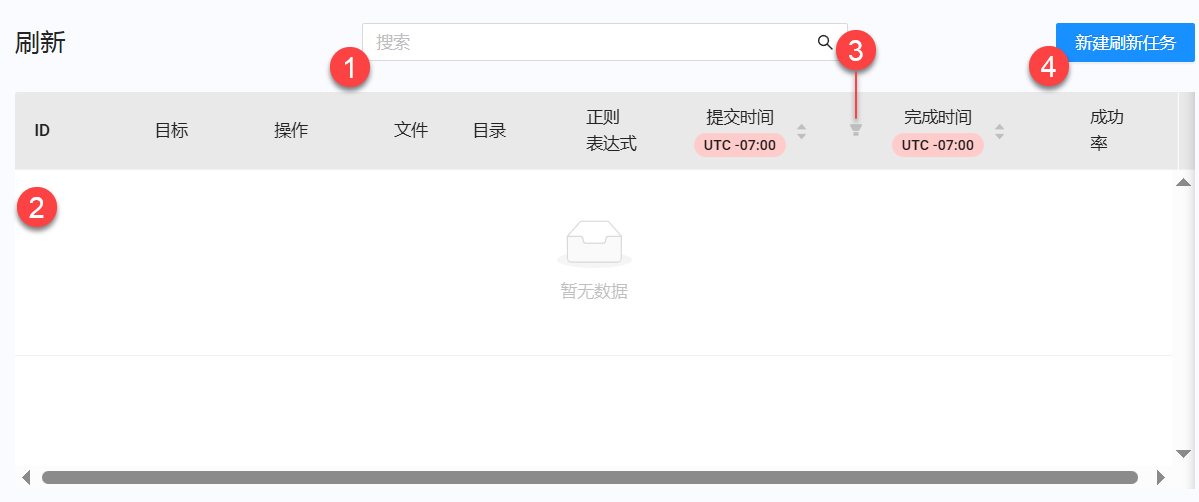 刷新
搜索
新建刷新任务
1
3
4
ID
目标
操作
文件
目录
正则
表达式
提交时间
UTC -07:00
完成时间
UTC -07:00
成功
率
2
暂无数据